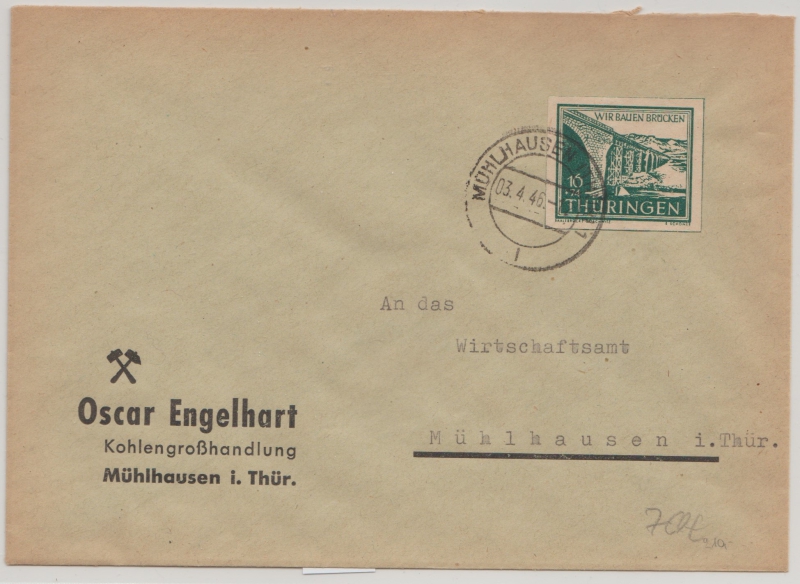 WIR BAUEN BRÜCKEN
16
+14
THÜRINGEN
MÜHLHAUSEN
03.4.46.
An das
Wirtschaftsamt
Mühlhausen i.Thür.
Oscar Engelhart
Kohlengroßhandlung
Mühlhausen i. Thür.